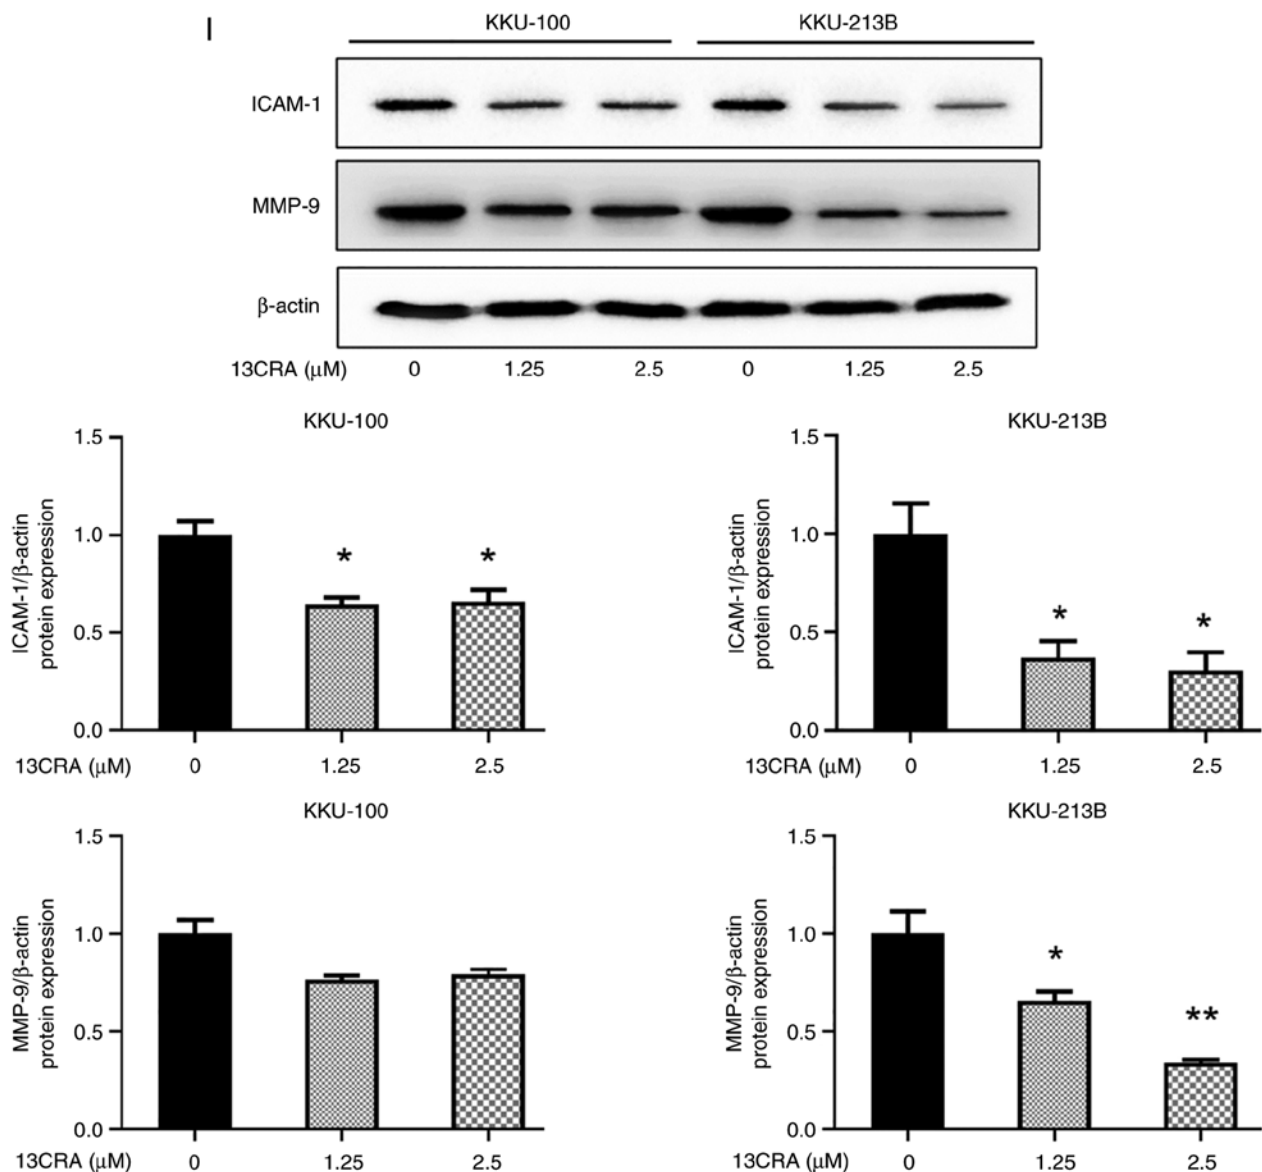 I
KKU-100 KKU-213B
ICAM-1
MMP-9
β-actin
13CRA (μM) 0 1.25 2.5 0 1.25 2.5
KKU-100
1.5
1.0
0.5
0.0
ICAM-1/β-actin
protein expression
* *
13CRA (μM) 0 1.25 2.5
KKU-213B
1.5
1.0
0.5
0.0
ICAM-1/β-actin
protein expression
* *
13CRA (μM) 0 1.25 2.5
KKU-100
1.5
1.0
0.5
0.0
MMP-9/β-actin
protein expression
13CRA (μM) 0 1.25 2.5
KKU-213B
1.5
1.0
0.5
0.0
MMP-9/β-actin
protein expression
* **
13CRA (μM) 0 1.25 2.5